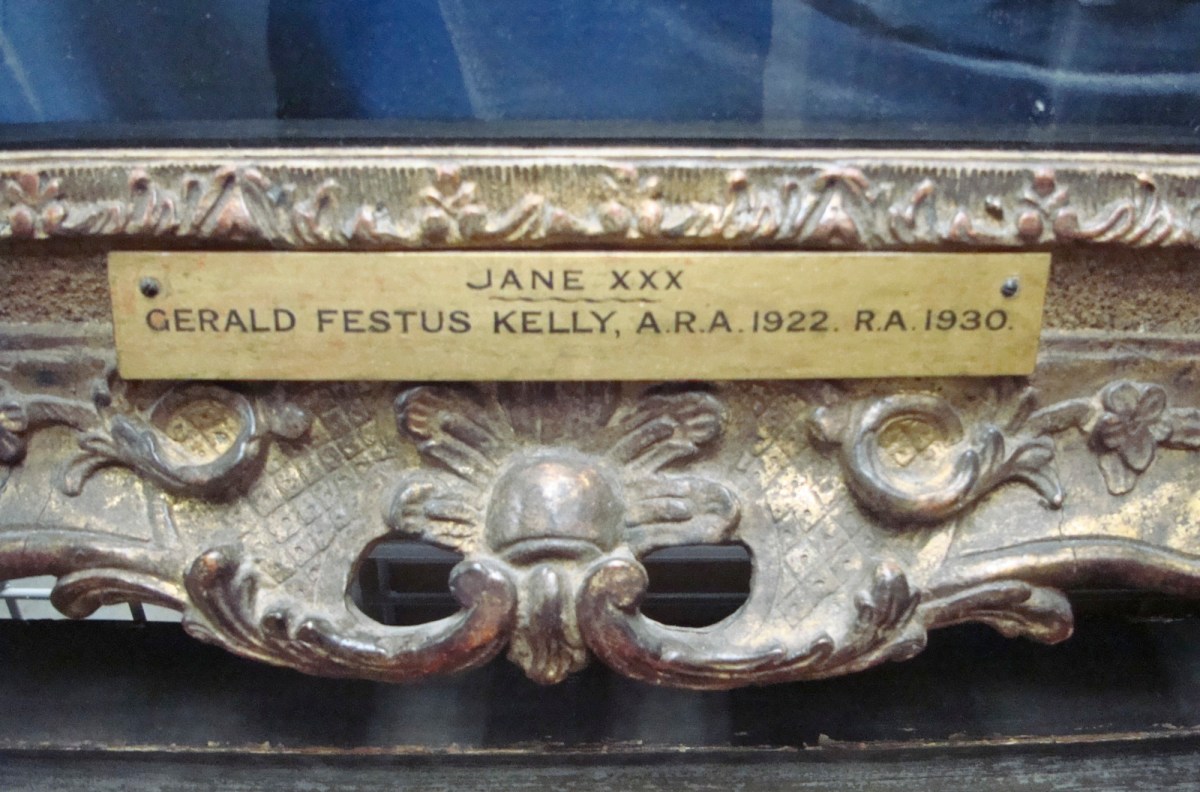 JANE XXX
GERALD FESTUS KELLY, A.R.A. 1922. R.A. 1930.